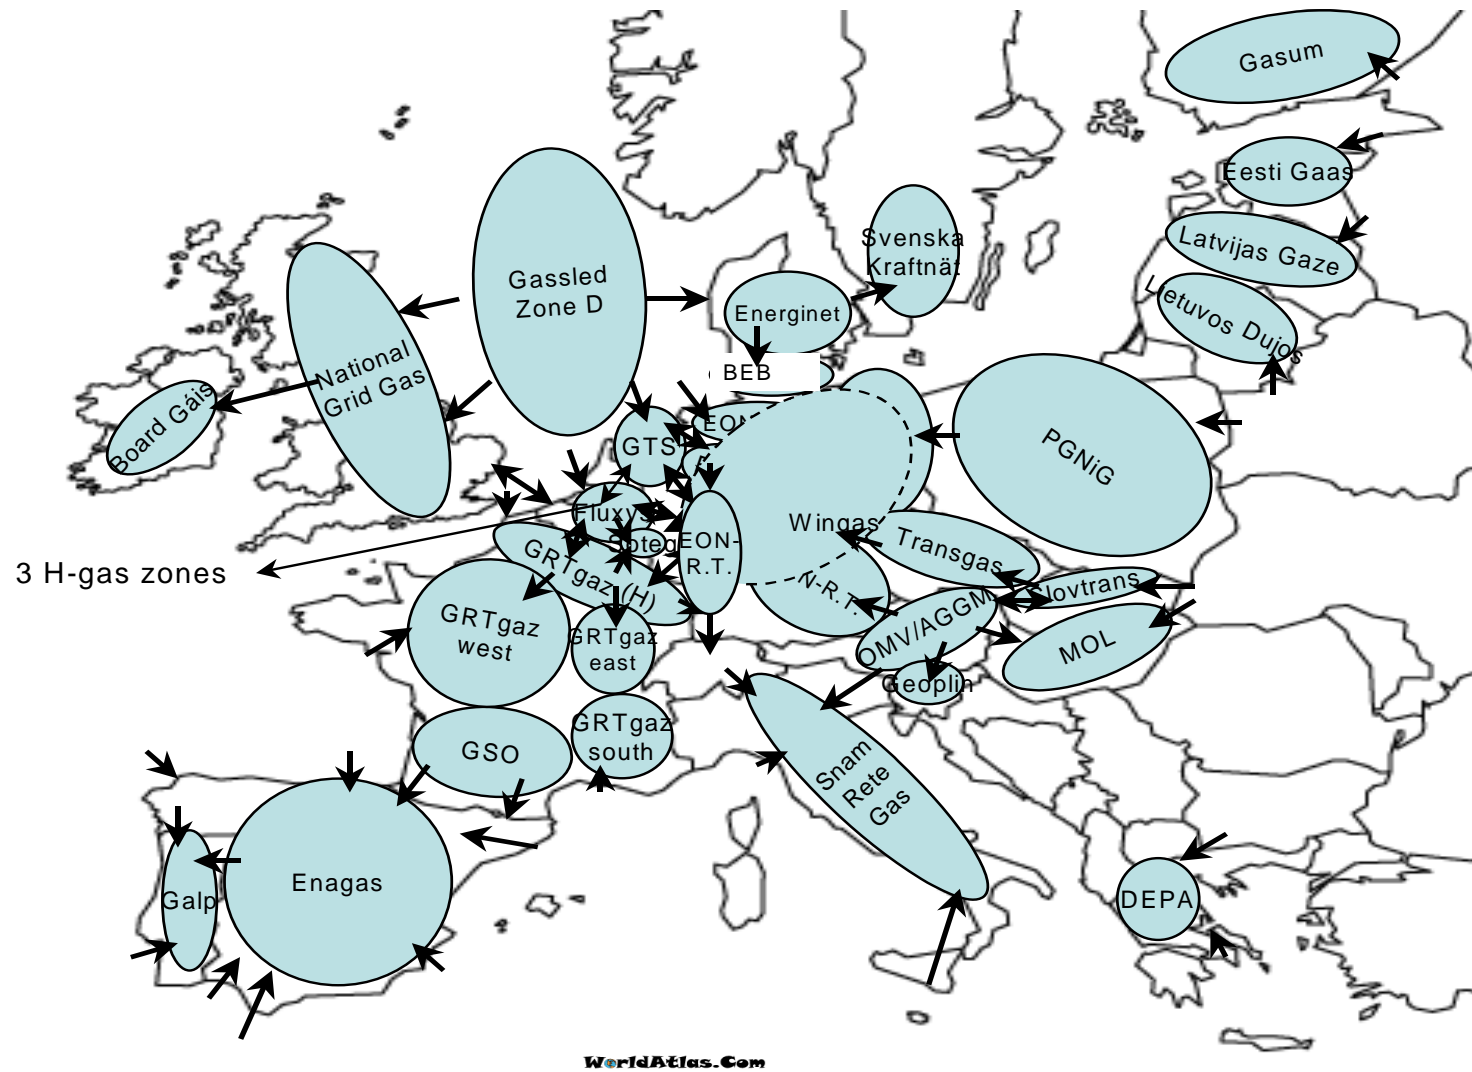 Gasum
Eesti Gaas
Latvijas Gaze
Lietuvos Dujos
Svenska
Kraftnät
Gassled
Zone D
Energinet
BEB
National
Grid Gas
Board Gáis
GTS
EON
PGNiG
Wingas
Fluxys
EON-
R.T.
Transgas
3 H-gas zones
GRTgaz (H)
N-R.T.
OMV/AGGM
MOL
GRTgaz
west
GRTgaz
east
Geoplin
GRTgaz
south
GSO
Snam
Rete
Gas
Enagas
Galp
DEPA
WorldAtlas.Com